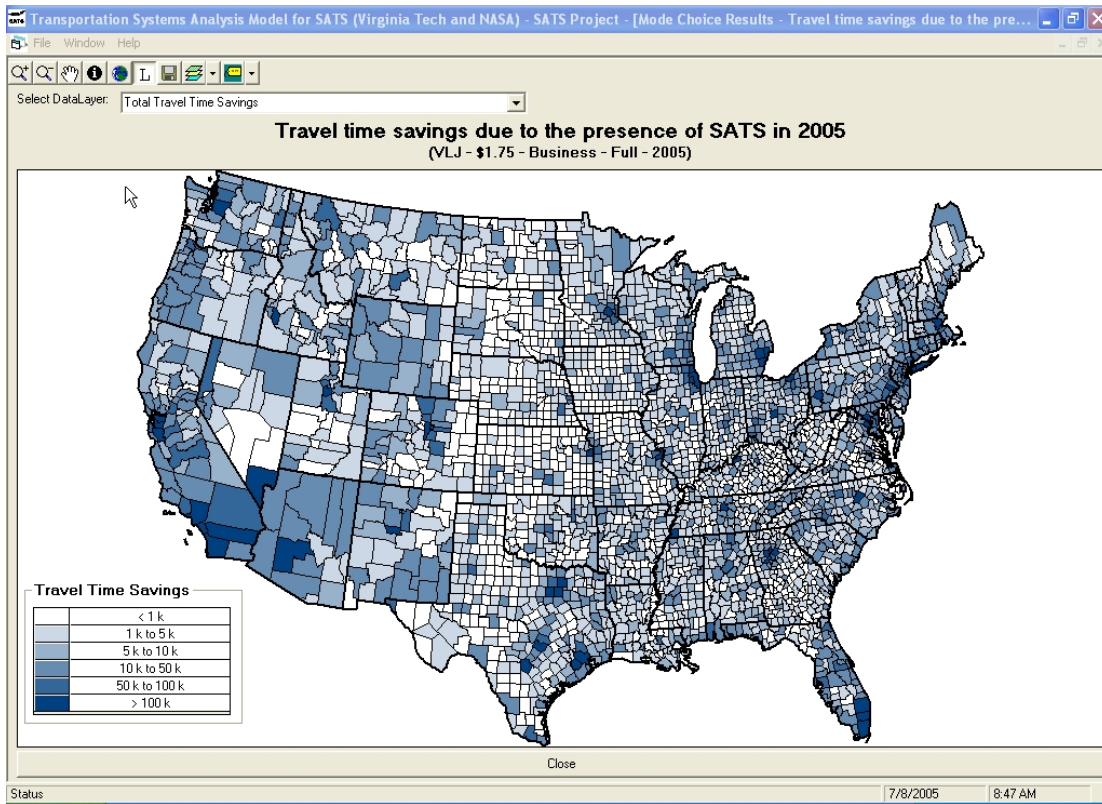 Transportation Systems Analysis Model for SATS (Virginia Tech and NASA) - SATS Project - [Mode Choice Results - Travel time savings due to the pre...
File Window Help
L
Select DataLayer: Total Travel Time Savings
Travel time savings due to the presence of SATS in 2005
(VLJ - $1.75 - Business - Full - 2005)
Travel Time Savings
< 1 k
1 k to 5 k
5 k to 10 k
10 k to 50 k
50 k to 100 k
> 100 k
Close
Status 7/8/2005 8:47 AM